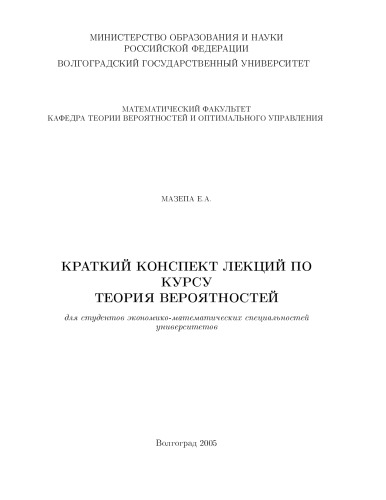 МИНИСТЕРСТВО ОБРАЗОВАНИЯ И НАУКИ
РОССИЙСКОЙ ФЕДЕРАЦИИ
ВОЛГОГРАДСКИЙ ГОСУДАРСТВЕННЫЙ УНИВЕРСИТЕТ
МАТЕМАТИЧЕСКИЙ ФАКУЛЬТЕТ
КАФЕДРА ТЕОРИИ ВЕРОЯТНОСТЕЙ И ОПТИМАЛЬНОГО УПРАВЛЕНИЯ
МАЗЕПА Е.А.
КРАТКИЙ КОНСПЕКТ ЛЕКЦИЙ ПО
КУРСУ
ТЕОРИЯ ВЕРОЯТНОСТЕЙ
для студентов экономико-математических специальностей
университетов
Волгоград 2005